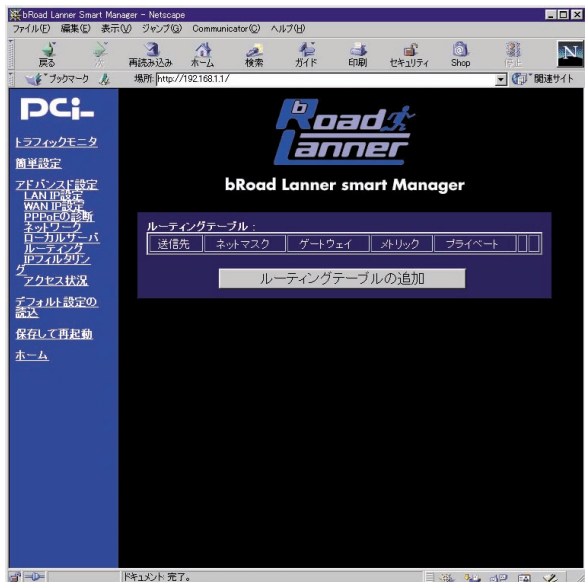 bRoad Lanner Smart Manager - Netscape
ファイル(F) 編集(E) 表示(V) ジャンプ(G) Communicator(C) ヘルプ(H)
戻る 再読み込み ホーム 検索 ガイド 印刷 セキュリティ Shop 停止
ブックマーク 場所: http://192.168.1.1/ 関連サイト
PCi
トラフィックモニタ
簡単設定
アドバンスド設定
LAN IP設定
WAN IP設定
PPPoEの診断
ネットワーク
ローカルサーバ
ルーティング
IPフィルタリン
グ
アクセス状況
デフォルト設定の
読込
保存して再起動
ホーム
b
Road
Lanner
bRoad Lanner smart Manager
ルーティングテーブル :
送信先 ネットマスク ゲートウェイ メトリック プライベート
ルーティングテーブルの追加
ドキュメント 完了。